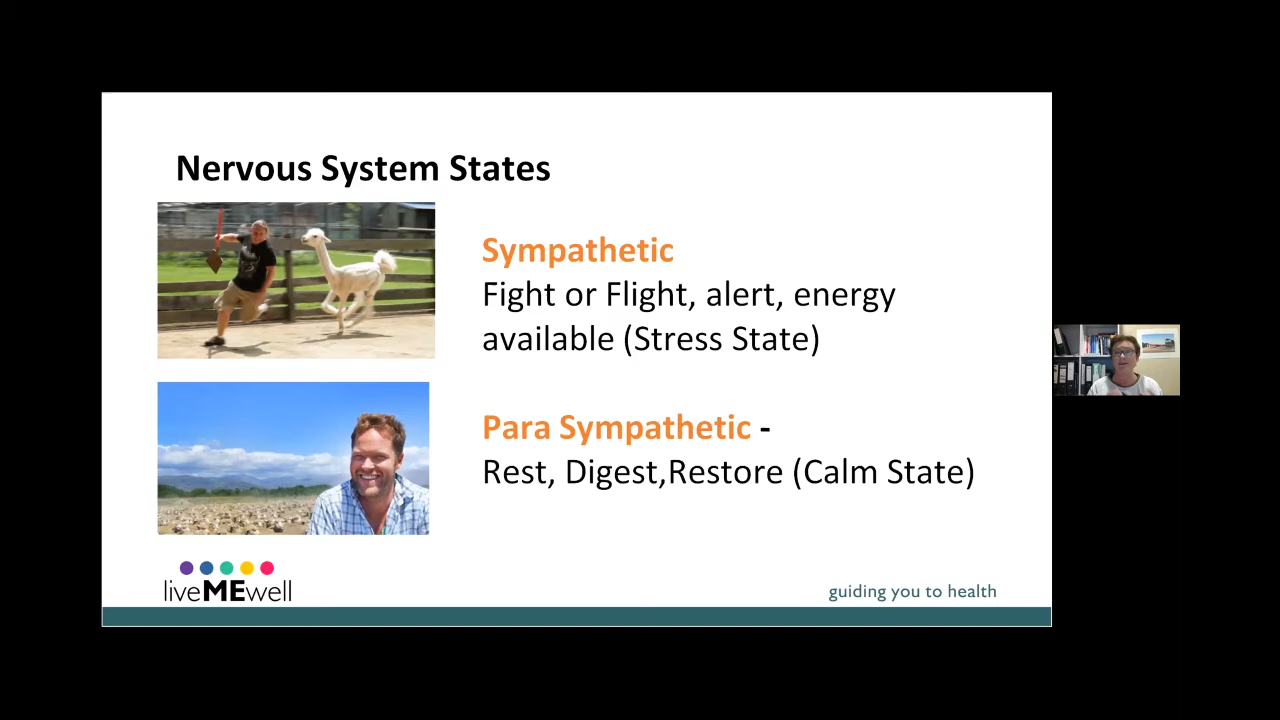 Nervous System States
Sympathetic
Fight or Flight, alert, energy
available (Stress State)
Para Sympathetic -
Rest, Digest,Restore (Calm State)
liveMEwell
guiding you to health